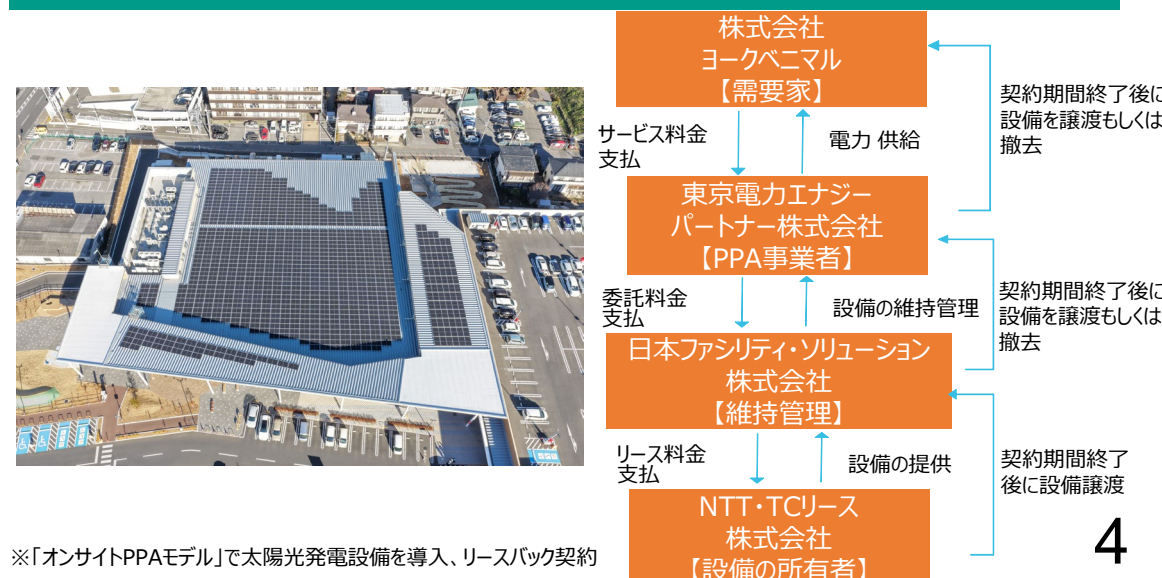 株式会社
ヨークベニマル
【需要家】
サービス料金
支払
電力 供給
契約期間終了後に
設備を譲渡もしくは
撤去
東京電力エナジー
パートナー株式会社
【PPA事業者】
委託料金
支払
設備の維持管理
契約期間終了後に
設備を譲渡もしくは
撤去
日本ファシリティ・ソリューション
株式会社
【維持管理】
リース料金
支払
設備の提供
契約期間終了
後に設備譲渡
NTT・TCリース
株式会社
【設備の所有者】
※「オンサイトPPAモデル」で太陽光発電設備を導入、リースバック契約
4